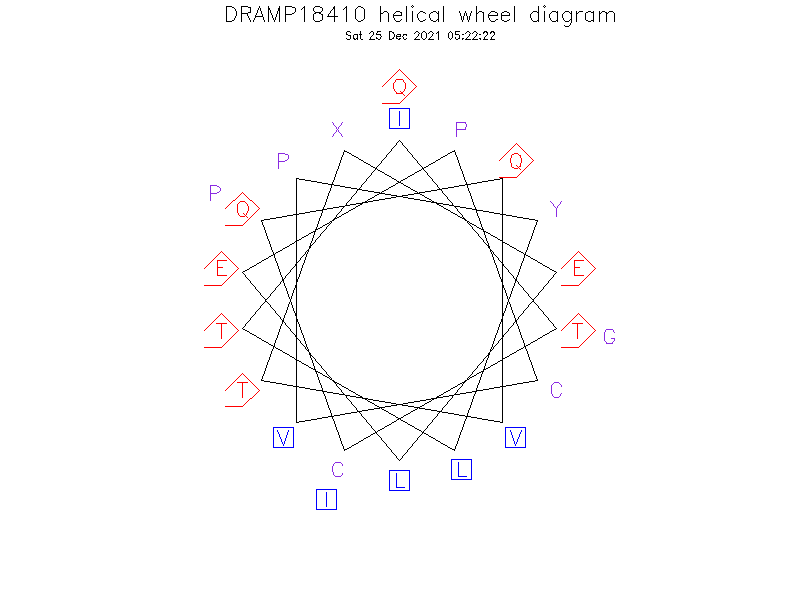 DRAMP18410 helical wheel diagram
Sat 25 Dec 2021 05:22:22
Q
I
X P
P Q
P Q Y
E E
T T G
T C
V V
C L L
I